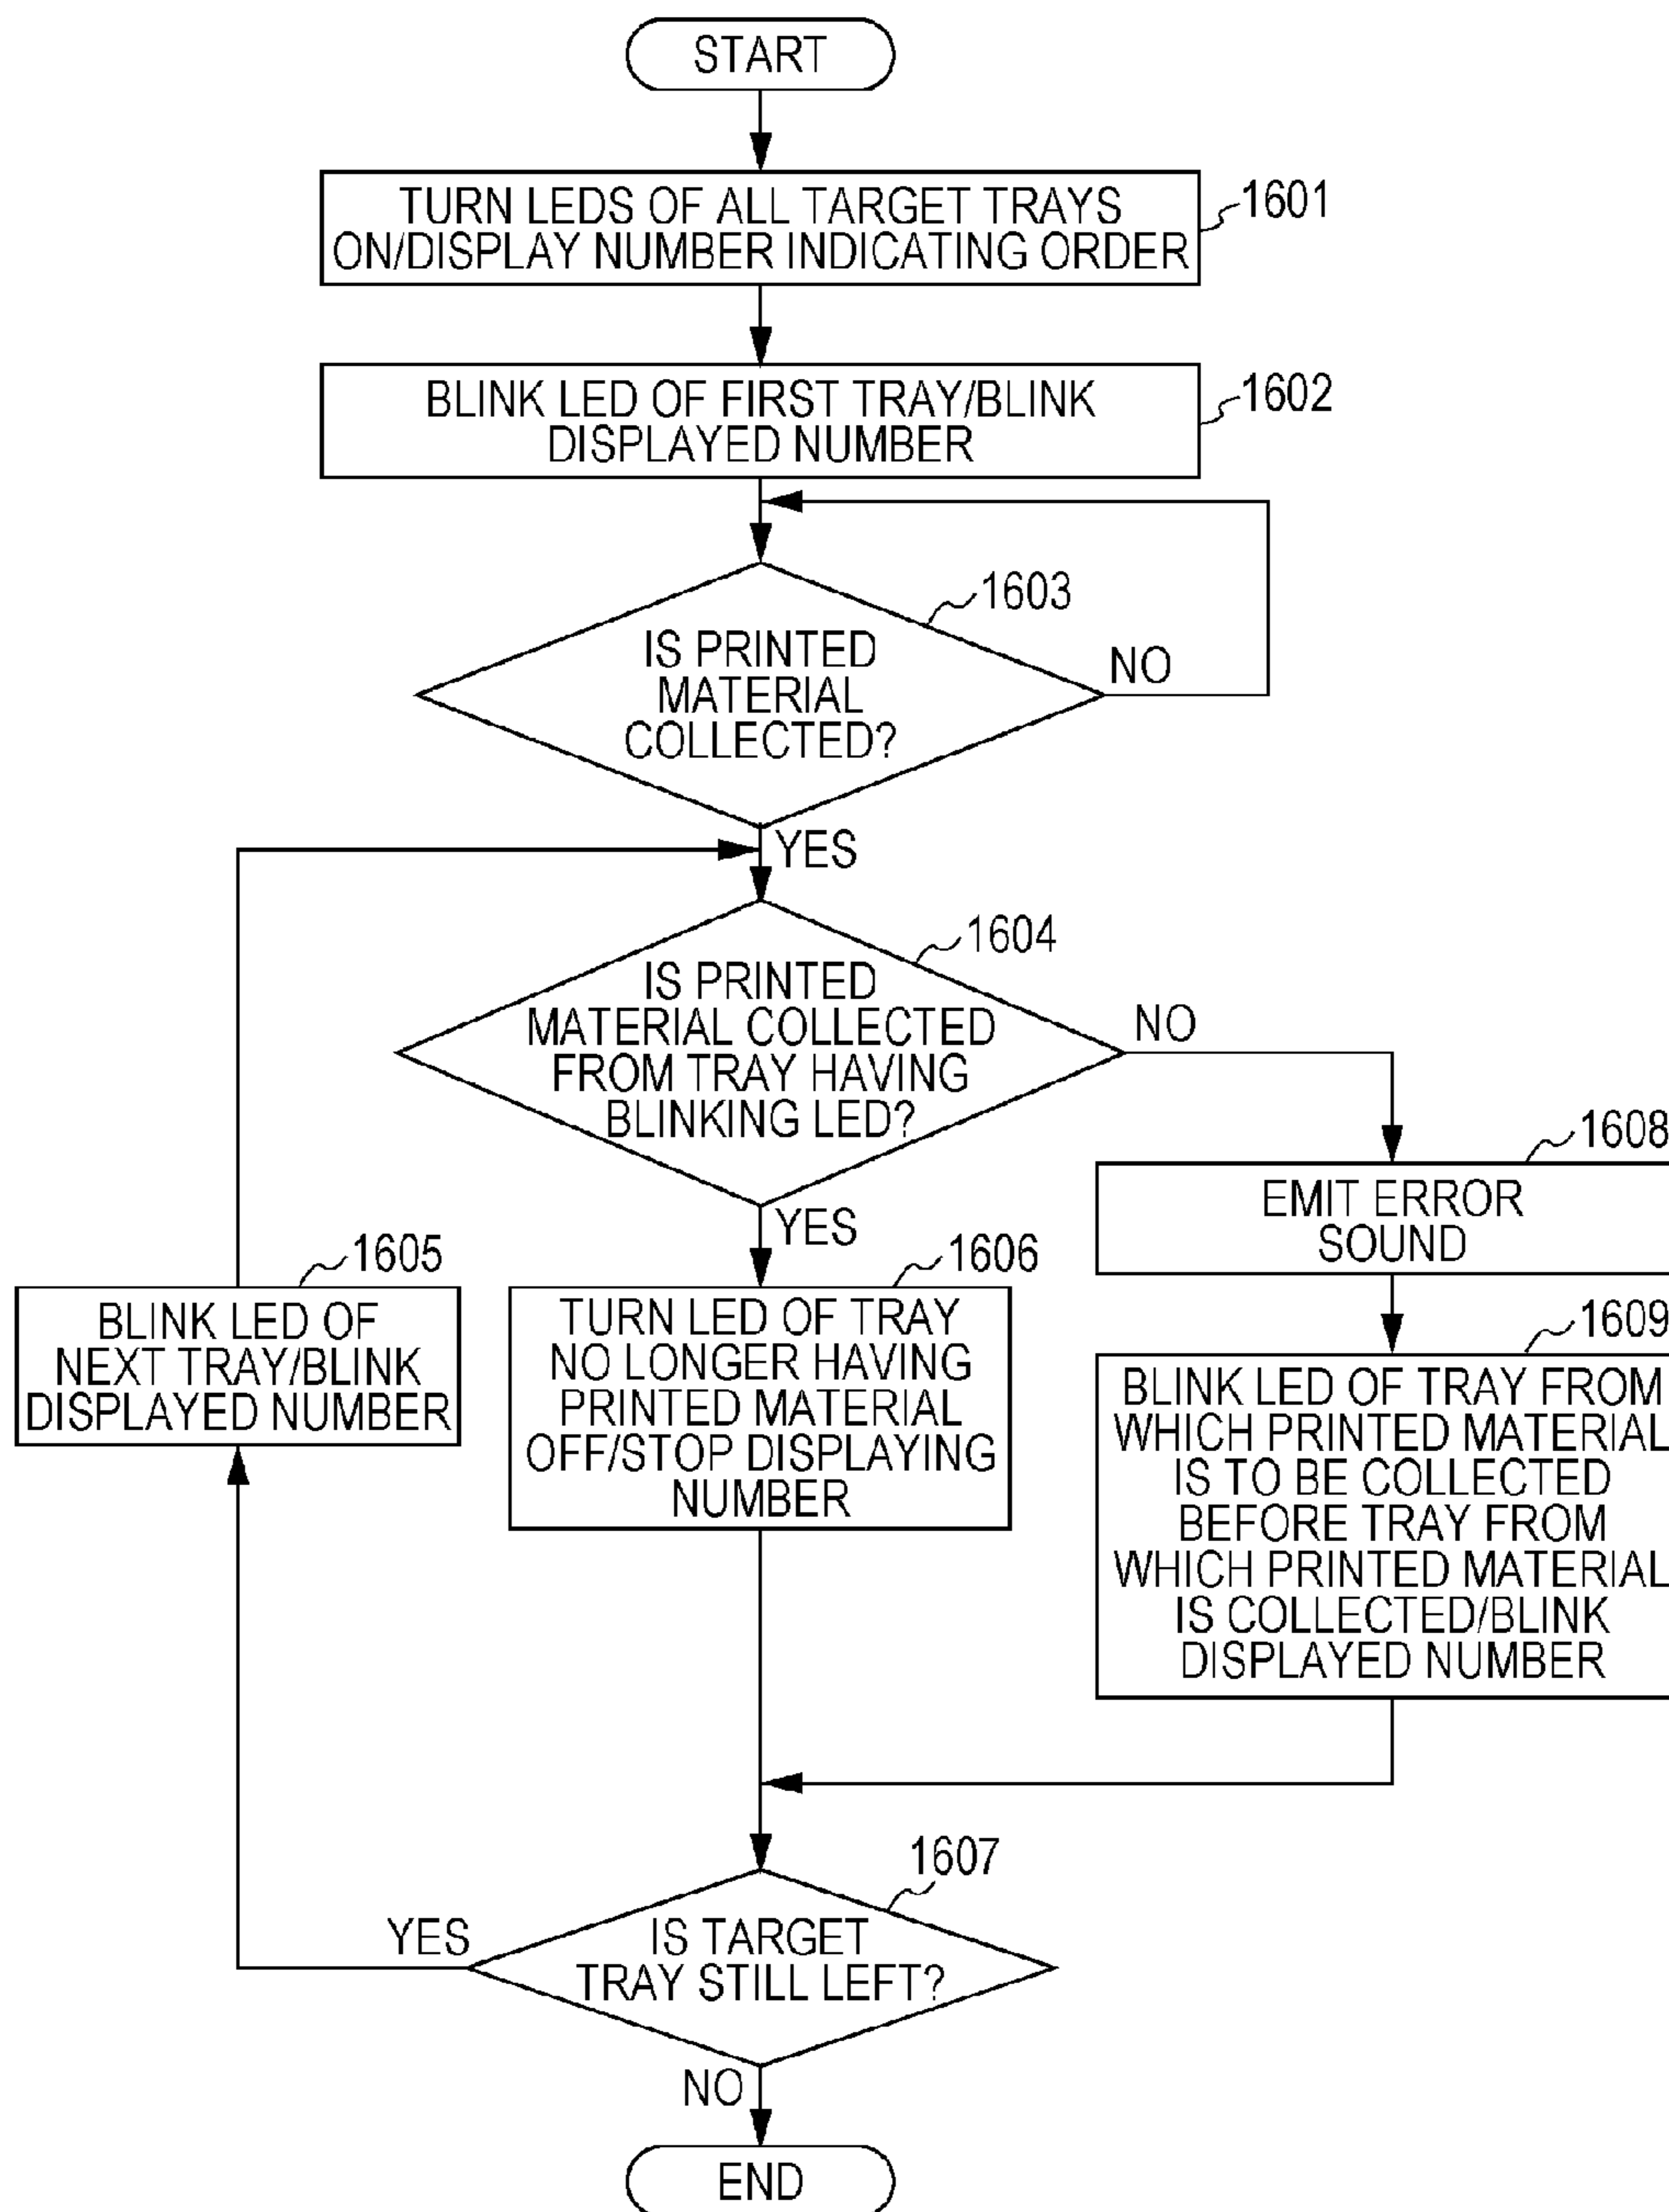 START
TURN LEDS OF ALL TARGET TRAYS
ON/DISPLAY NUMBER INDICATING ORDER
1601
BLINK LED OF FIRST TRAY/BLINK
DISPLAYED NUMBER
1602
IS PRINTED
MATERIAL
COLLECTED?
1603
NO
YES
IS PRINTED
MATERIAL COLLECTED
FROM TRAY HAVING
BLINKING LED?
1604
NO
YES
1608
EMIT ERROR
SOUND
1605
BLINK LED OF
NEXT TRAY/BLINK
DISPLAYED NUMBER
1606
TURN LED OF TRAY
NO LONGER HAVING
PRINTED MATERIAL
OFF/STOP DISPLAYING
NUMBER
1609
BLINK LED OF TRAY FROM
WHICH PRINTED MATERIAL
IS TO BE COLLECTED
BEFORE TRAY FROM
WHICH PRINTED MATERIAL
IS COLLECTED/BLINK
DISPLAYED NUMBER
1607
YES
IS TARGET
TRAY STILL LEFT?
NO
END